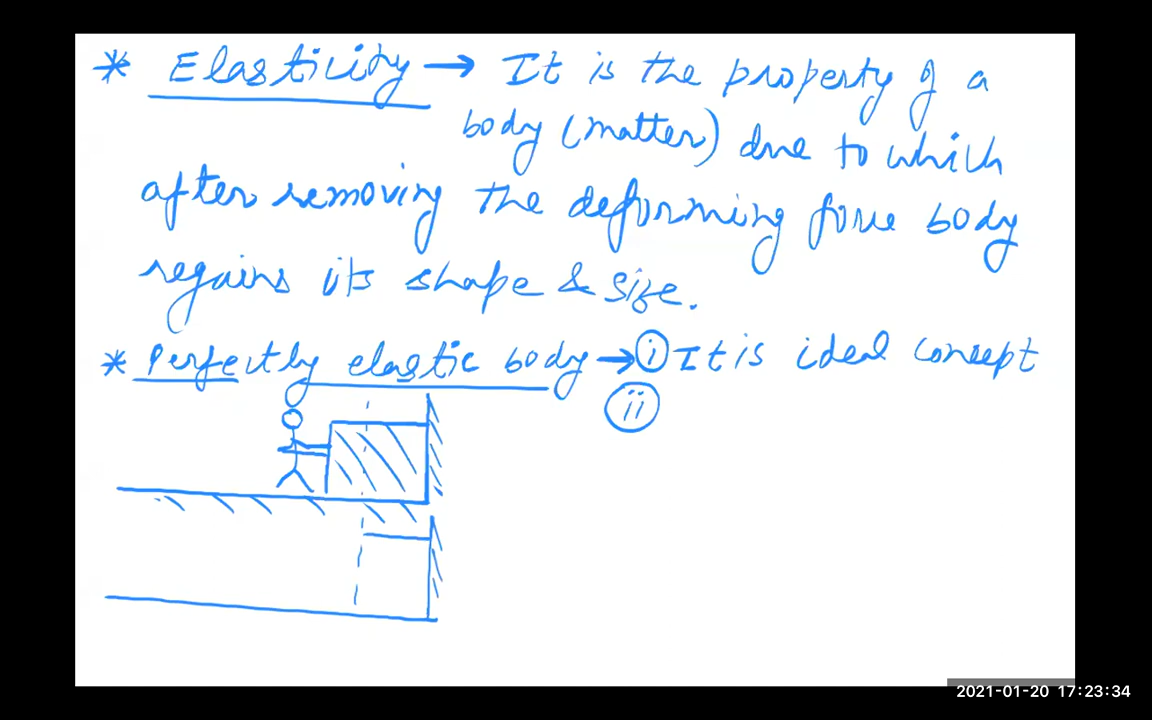 * Elasticity → It is the property of a
body (matter) due to which
after removing the deforming force body
regains its shape & size.
* Perfectly elastic body → (i) It is ideal concept
(ii)
2021-01-20 17:23:34